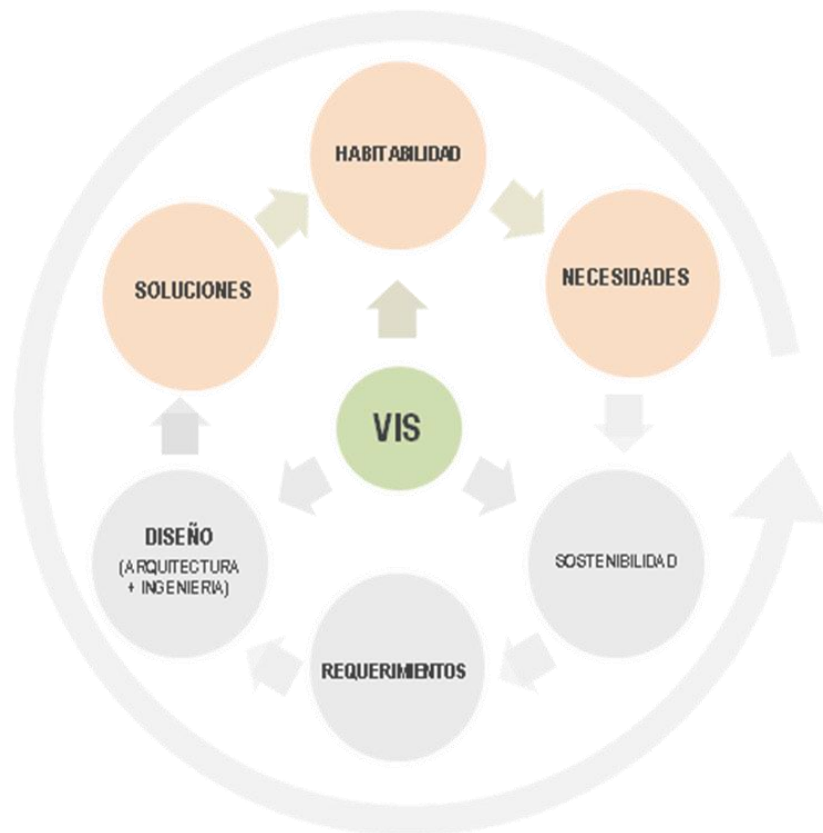 HABITABILIDAD
SOLUCIONES
NECESIDADES
VIS
DISEÑO
(ARQUITECTURA
+ INGENIERIA)
SOSTENIBILIDAD
REQUERIMIENTOS